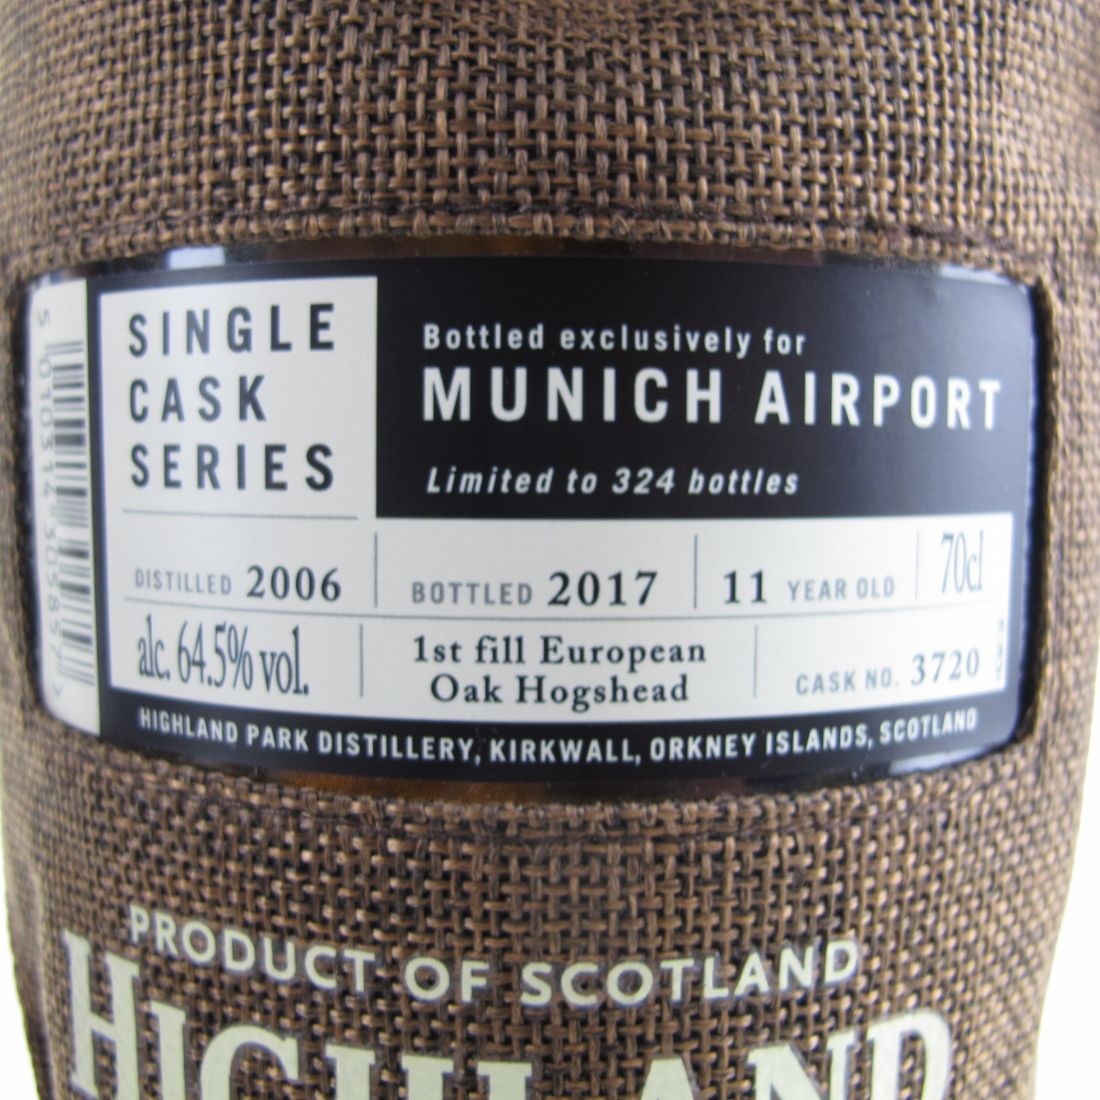 SINGLE
CASK
SERIES
Bottled exclusively for
MUNICH AIRPORT
Limited to 324 bottles
DISTILLED 2006
BOTTLED 2017
11 YEAR OLD
70cl
alc. 64.5% vol.
1st fill European
Oak Hogshead
CASK NO. 3720
HIGHLAND PARK DISTILLERY, KIRKWALL, ORKNEY ISLANDS, SCOTLAND
PRODUCT OF SCOTLAND
HIGHLAND